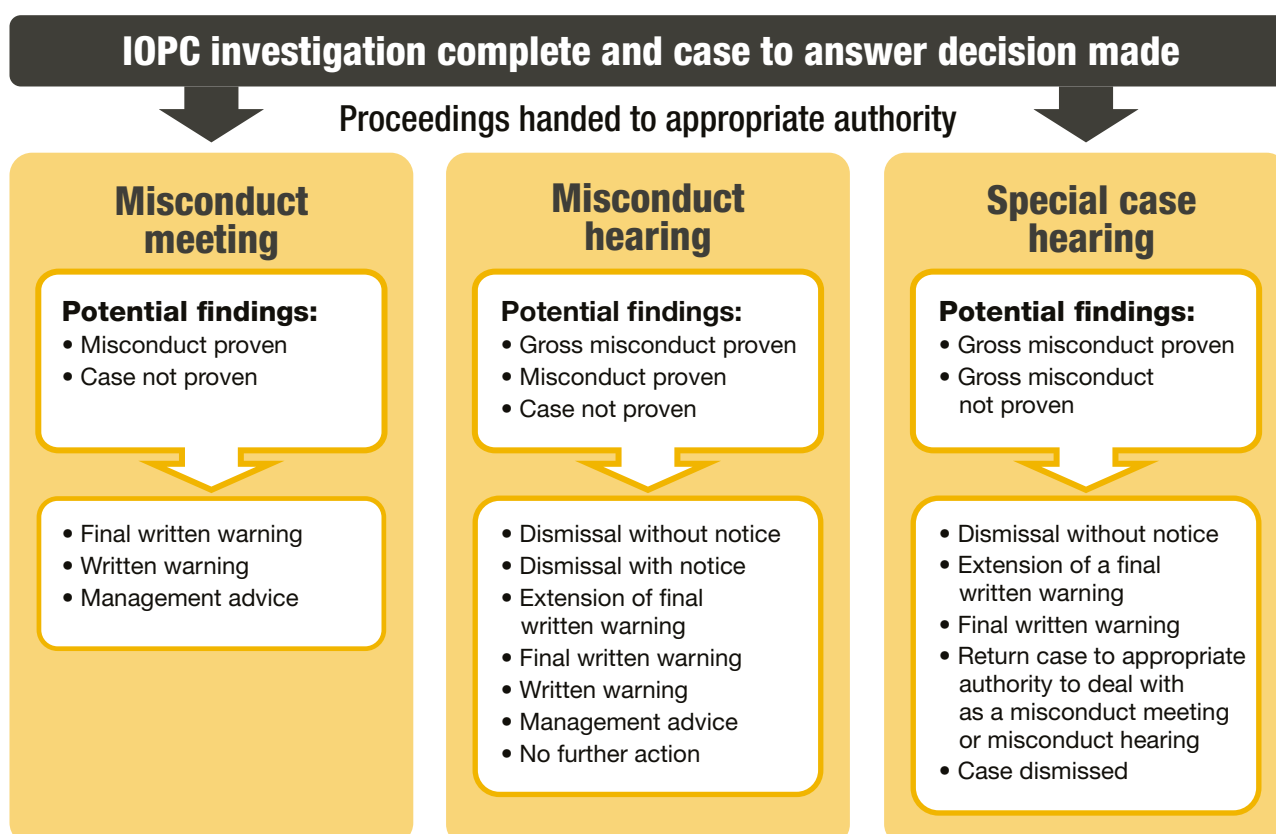 IOPC investigation complete and case to answer decision made
Proceedings handed to appropriate authority
Misconduct
meeting
Potential findings:
• Misconduct proven
• Case not proven
• Final written warning
• Written warning
• Management advice
Misconduct
hearing
Potential findings:
• Gross misconduct proven
• Misconduct proven
• Case not proven
• Dismissal without notice
• Dismissal with notice
• Extension of final
written warning
• Final written warning
• Written warning
• Management advice
• No further action
Special case
hearing
Potential findings:
• Gross misconduct proven
• Gross misconduct
not proven
• Dismissal without notice
• Extension of a final
written warning
• Final written warning
• Return case to appropriate
authority to deal with
as a misconduct meeting
or misconduct hearing
• Case dismissed